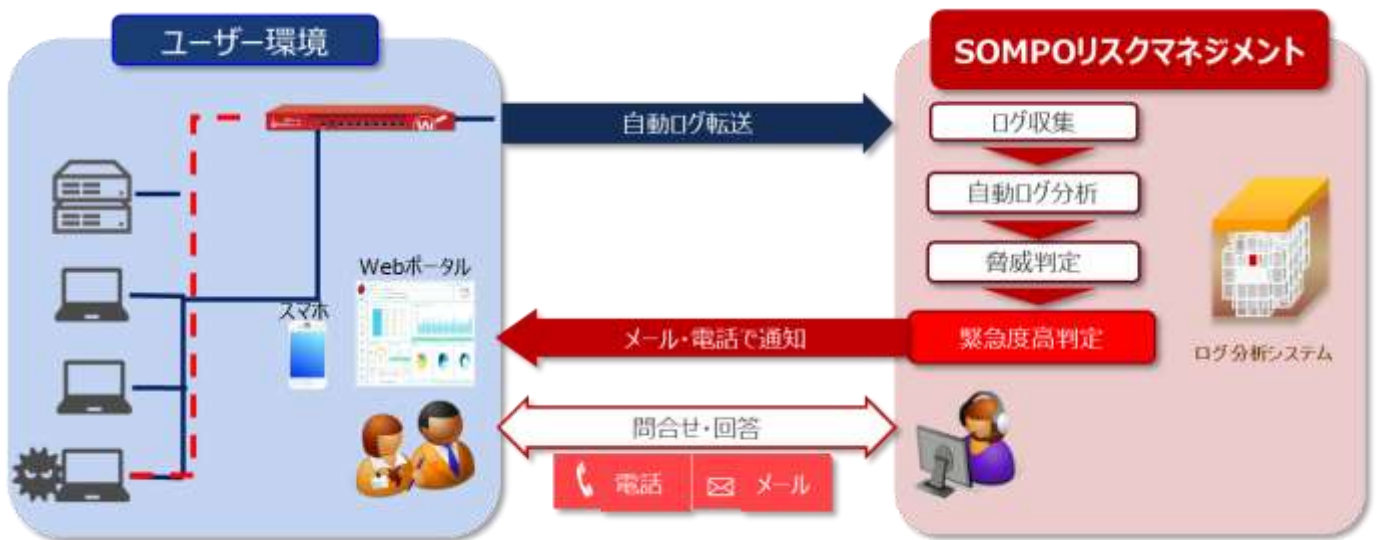 ユーザー環境
SOMPOリスクマネジメント
W
自動ログ転送
ログ収集
自動ログ分析
脅威判定
Webポータル
スマホ
メール・電話で通知
緊急度高判定
ログ分析システム
問合せ・回答
電話
メール